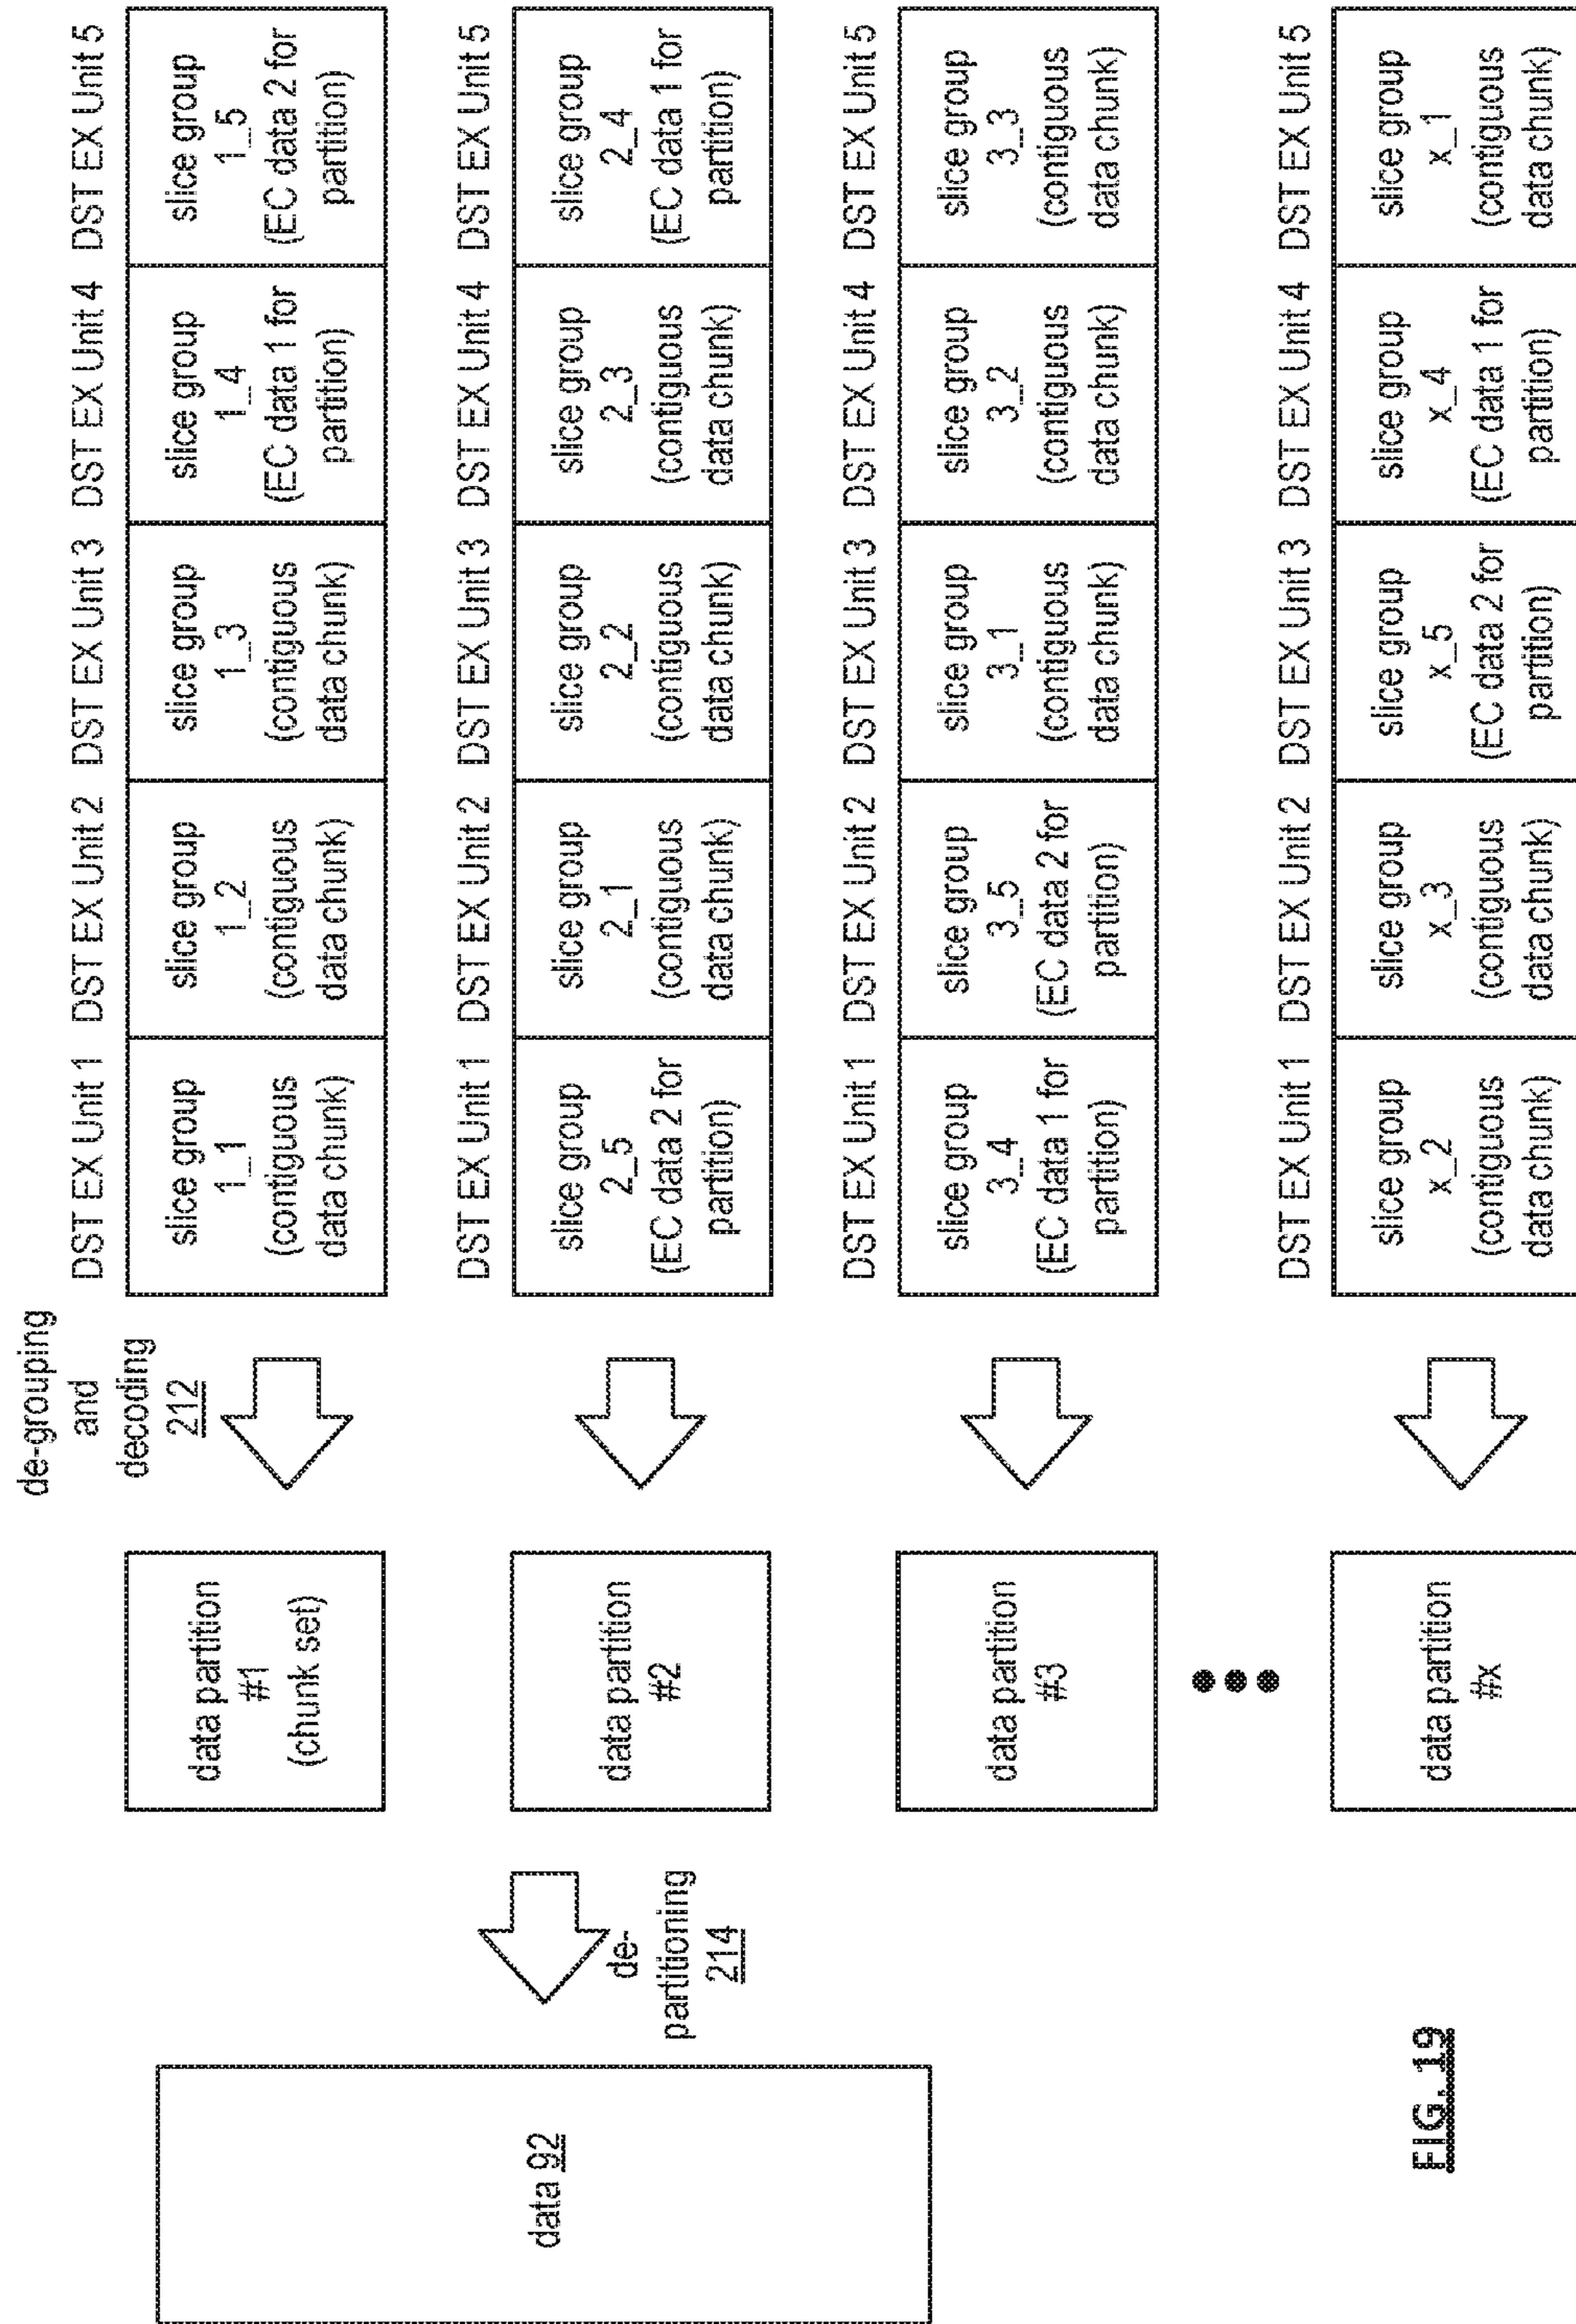 de-grouping
and
decoding
212
DST EX Unit 1 DST EX Unit 2 DST EX Unit 3 DST EX Unit 4 DST EX Unit 5
data partition
#1
(chunk set)
slice group
1_1
(contiguous
data chunk)
slice group
1_2
(contiguous
data chunk)
slice group
1_3
(contiguous
data chunk)
slice group
1_4
(EC data 1 for
partition)
slice group
1_5
(EC data 2 for
partition)
data 92
de-
partitioning
214
DST EX Unit 1 DST EX Unit 2 DST EX Unit 3 DST EX Unit 4 DST EX Unit 5
data partition
#2
slice group
2_5
(EC data 2 for
partition)
slice group
2_1
(contiguous
data chunk)
slice group
2_2
(contiguous
data chunk)
slice group
2_3
(contiguous
data chunk)
slice group
2_4
(EC data 1 for
partition)
DST EX Unit 1 DST EX Unit 2 DST EX Unit 3 DST EX Unit 4 DST EX Unit 5
data partition
#3
slice group
3_4
(EC data 1 for
partition)
slice group
3_5
(EC data 2 for
partition)
slice group
3_1
(contiguous
data chunk)
slice group
3_2
(contiguous
data chunk)
slice group
3_3
(contiguous
data chunk)
DST EX Unit 1 DST EX Unit 2 DST EX Unit 3 DST EX Unit 4 DST EX Unit 5
data partition
#x
slice group
x_2
(contiguous
data chunk)
slice group
x_3
(contiguous
data chunk)
slice group
x_5
(EC data 2 for
partition)
slice group
x_4
(EC data 1 for
partition)
slice group
x_1
(contiguous
data chunk)
FIG. 19